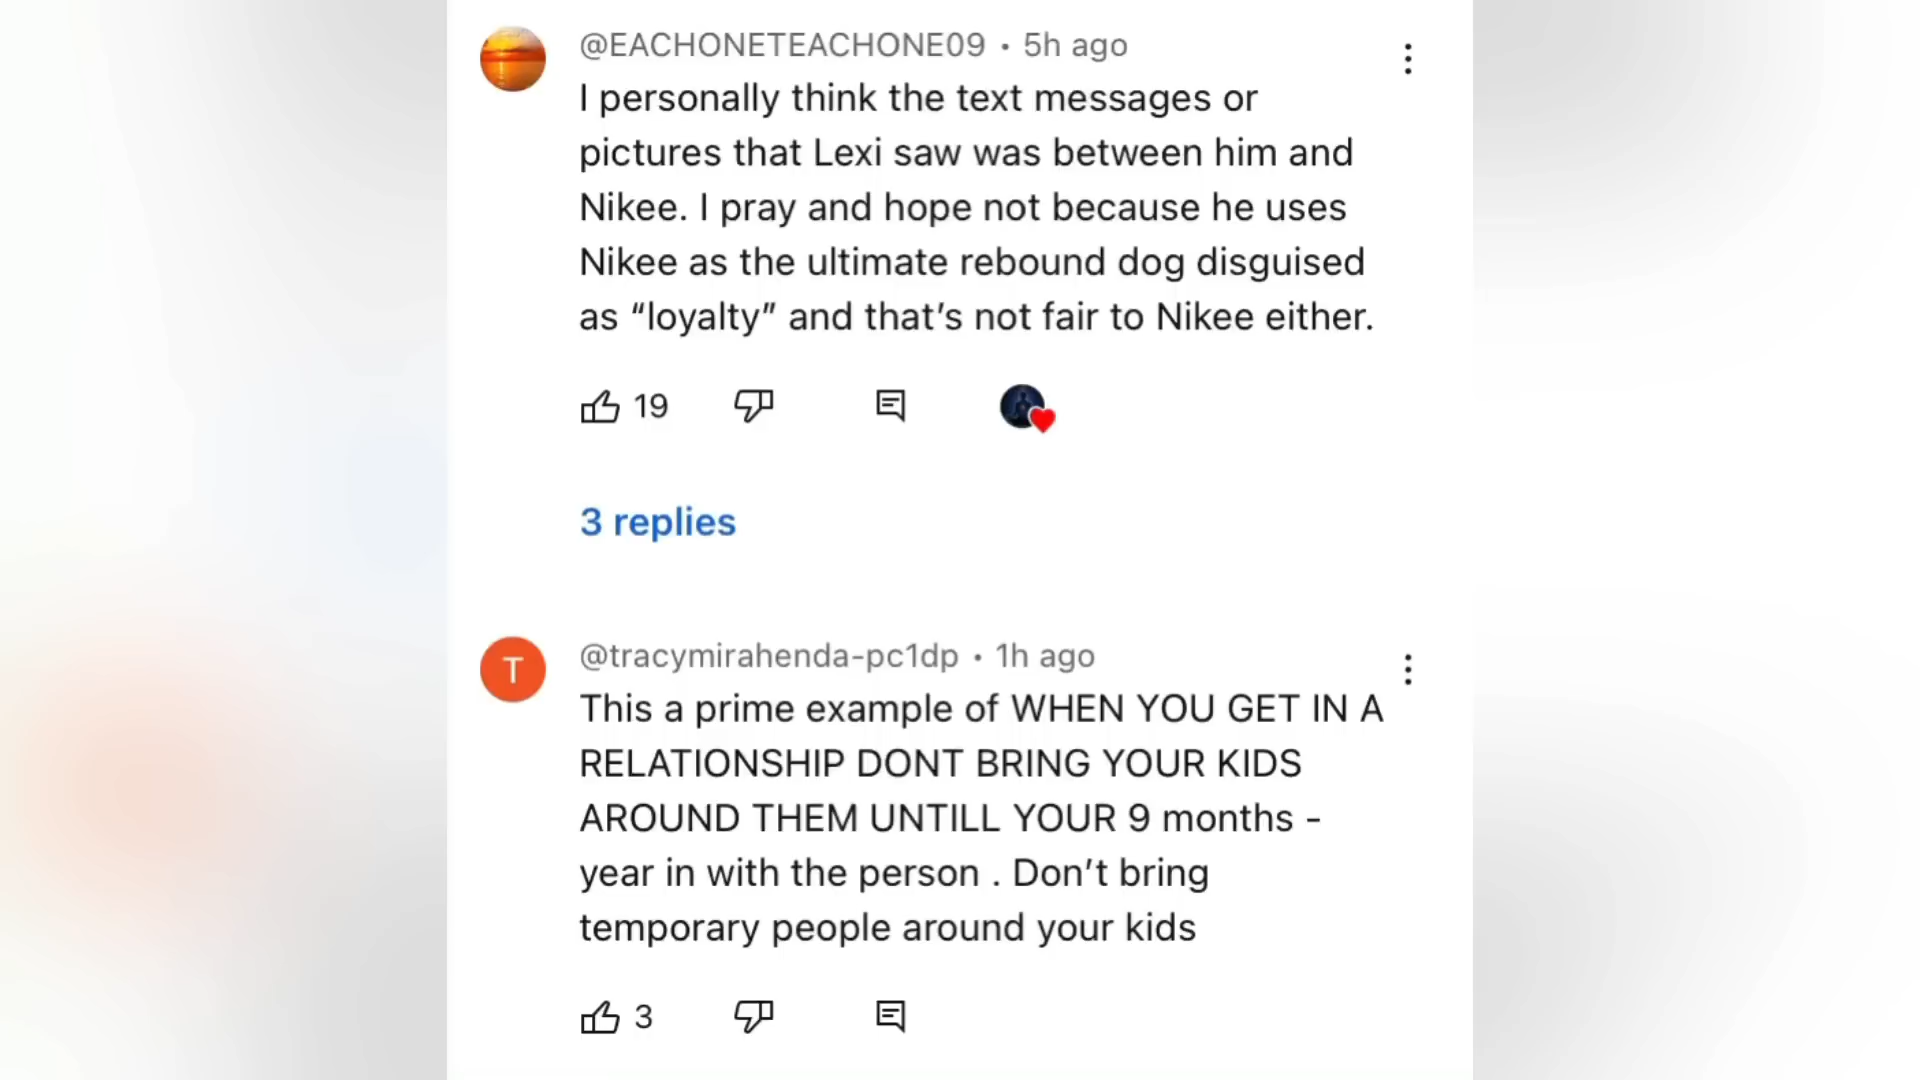 @EACHONETEACHONE09 • 5h ago
I personally think the text messages or
pictures that Lexi saw was between him and
Nikee. I pray and hope not because he uses
Nikee as the ultimate rebound dog disguised
as “loyalty” and that’s not fair to Nikee either.
19
3 replies
T
@tracymirahenda-pc1dp • 1h ago
This a prime example of WHEN YOU GET IN A
RELATIONSHIP DONT BRING YOUR KIDS
AROUND THEM UNTILL YOUR 9 months -
year in with the person . Don’t bring
temporary people around your kids
3